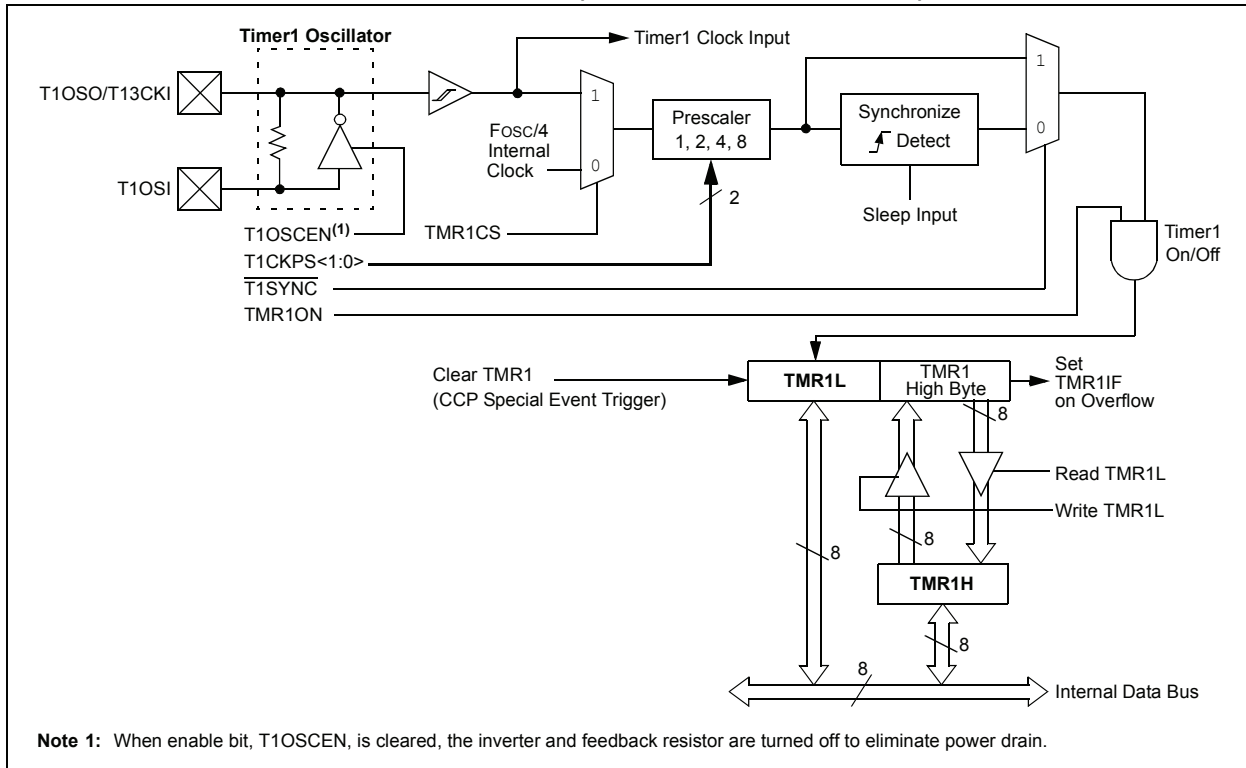 Timer1 Oscillator
Timer1 Clock Input
T1OSO/T13CKI
1
1
FOSC/4
Internal
Clock
Prescaler
1, 2, 4, 8
Synchronize
Detect
0
0
T1OSI
2
Sleep Input
T1OSCEN(1)
TMR1CS
Timer1
On/Off
T1CKPS<1:0>
T1SYNC
TMR1ON
Clear TMR1
(CCP Special Event Trigger)
TMR1L
TMR1
High Byte
Set
TMR1IF
on Overflow
8
Read TMR1L
Write TMR1L
8
8
TMR1H
8
8
Internal Data Bus
Note 1: When enable bit, T1OSCEN, is cleared, the inverter and feedback resistor are turned off to eliminate power drain.